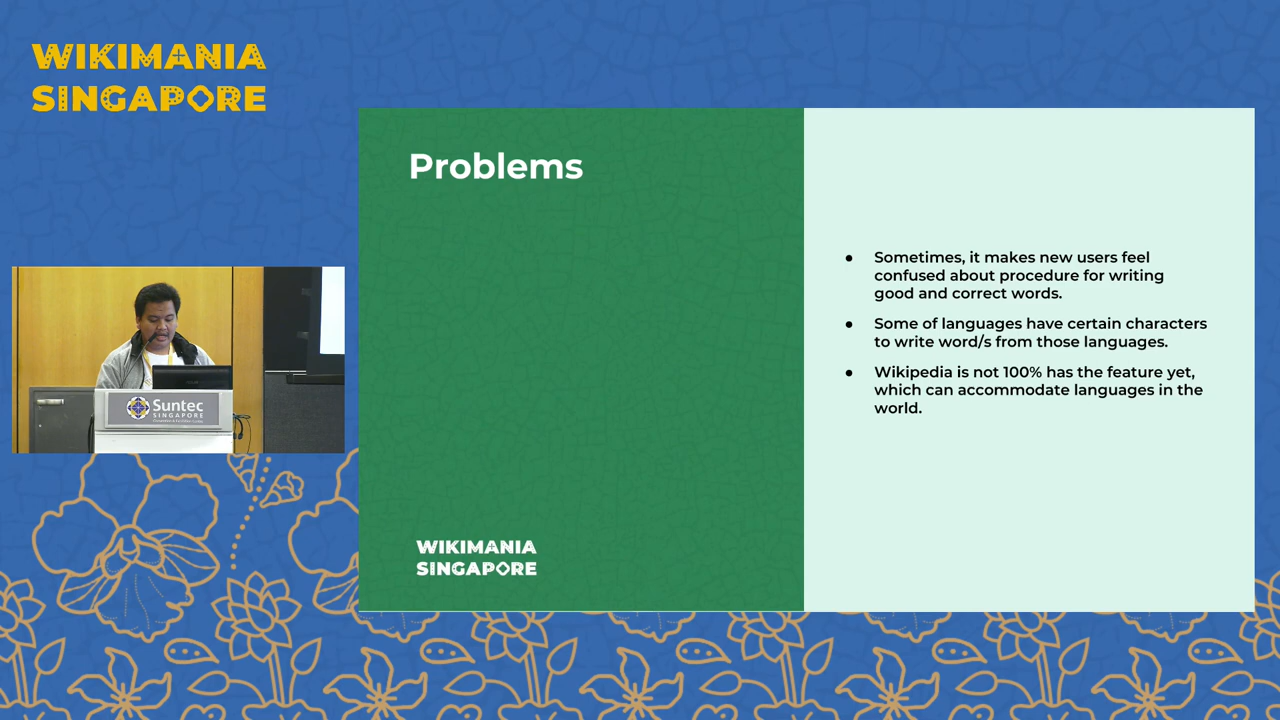 WIKIMANIA
SINGAPORE
Problems
● Sometimes, it makes new users feel
confused about procedure for writing
good and correct words.
● Some of languages have certain characters
to write word/s from those languages.
● Wikipedia is not 100% has the feature yet,
which can accommodate languages in the
world.
Suntec
SINGAPORE
WIKIMANIA
SINGAPORE